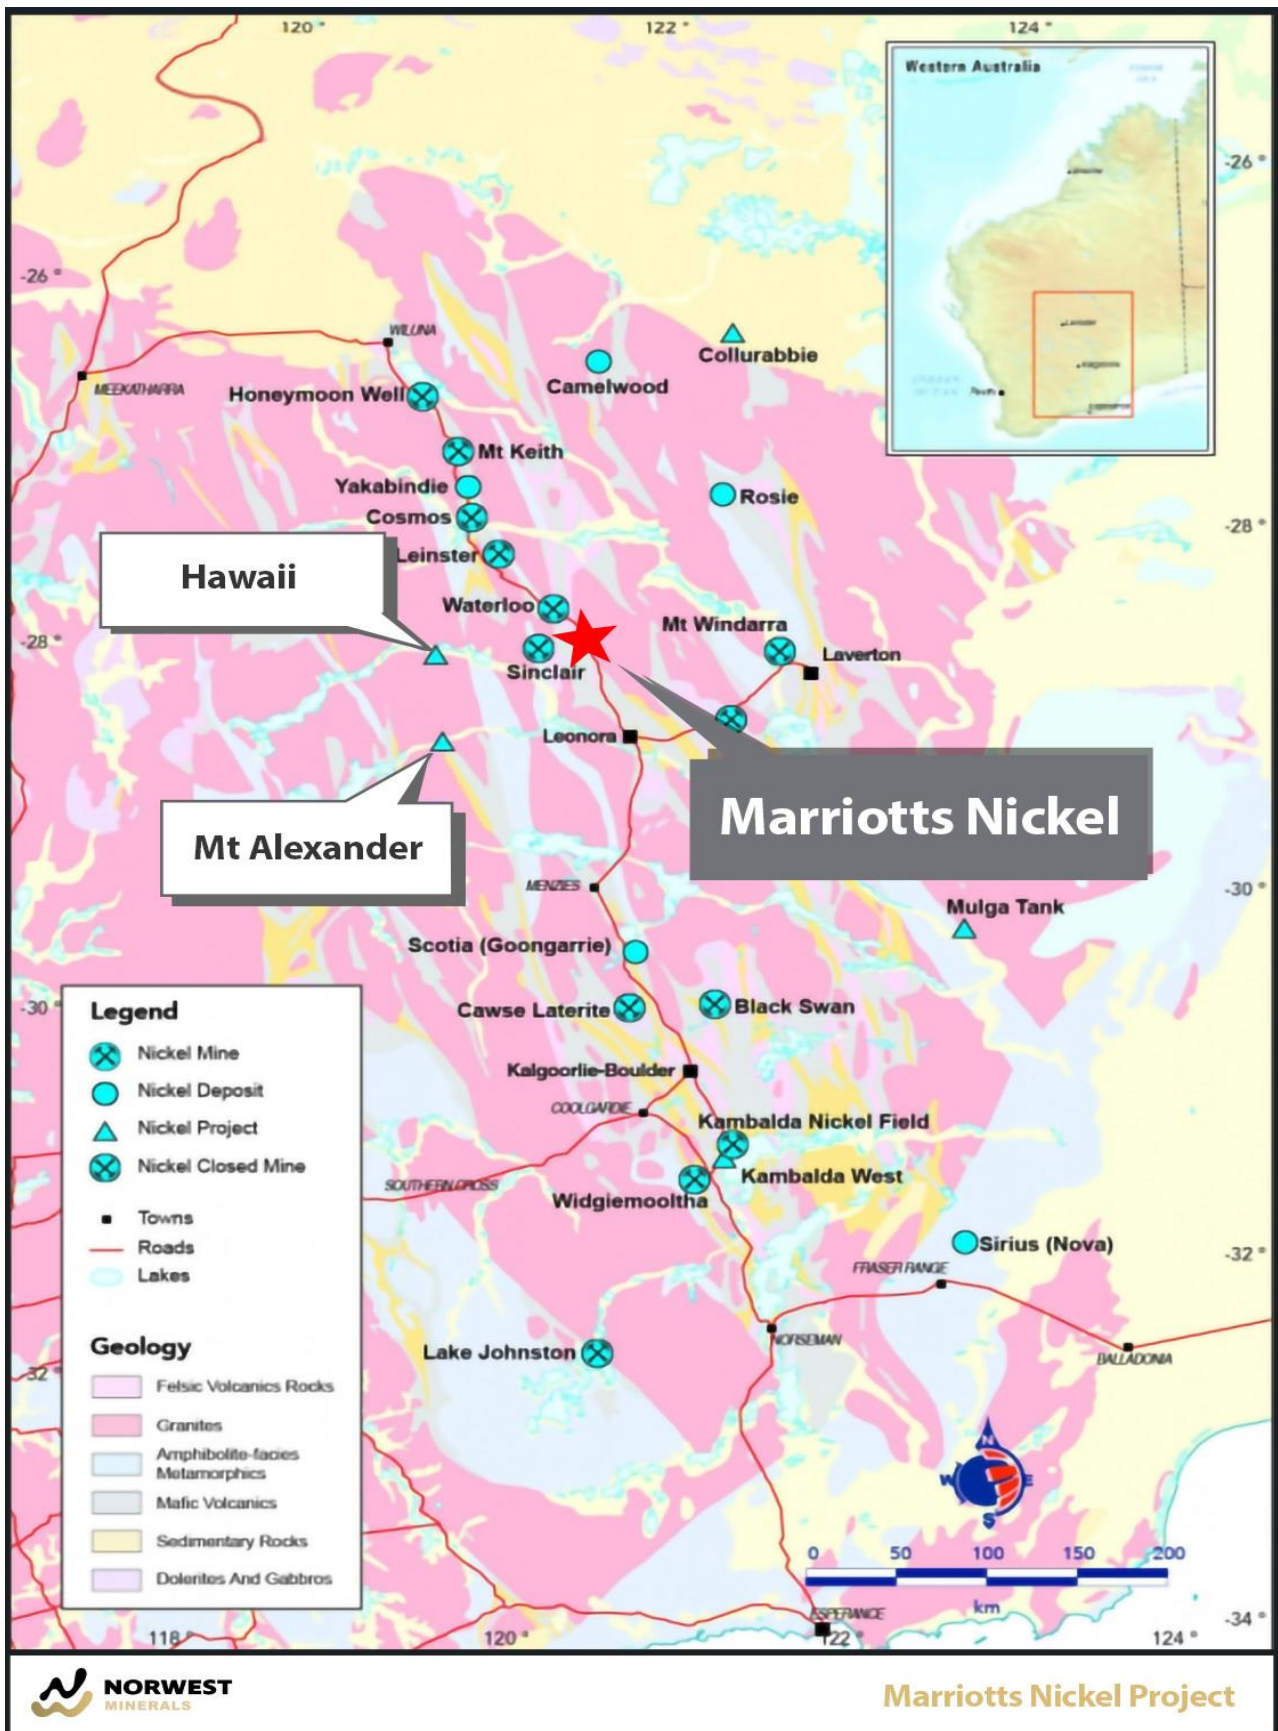 120 °
122 °
124 °
Western Australia
-26 °
-26 °
WILUNA
Collurabbie
Camelwood
MEEKATHARRA
Honeymoon Well
Perth
Mt Keith
Yakabindie
Rosie
Cosmos
-28 °
Leinster
Hawaii
Waterloo
Mt Windarra
-28 °
Laverton
Sinclair
Leonora
Marriotts Nickel
Mt Alexander
MENZIES
-30 °
Mulga Tank
Scotia (Goongarrie)
-30 °
Cawse Laterite
Black Swan
Legend
Nickel Mine
Nickel Deposit
Nickel Project
Nickel Closed Mine
Towns
Roads
Lakes
Kalgoorlie-Boulder
COOLGARDIE
Kambalda Nickel Field
Kambalda West
SOUTHERN CROSS
Widgiemooltha
Sirius (Nova)
-32 °
FRASER RANGE
NORSEMAN
Lake Johnston
BALLADONIA
-32 °
Geology
Felsic Volcanics Rocks
Granites
Amphibolite-facies
Metamorphics
Mafic Volcanics
Sedimentary Rocks
Dolerites And Gabbros
N
W E
S
0 50 100 150 200
km
ESPERANCE
-34 °
118 °
120 °
122 °
124 °
NORWEST
MINERALS
Marriotts Nickel Project